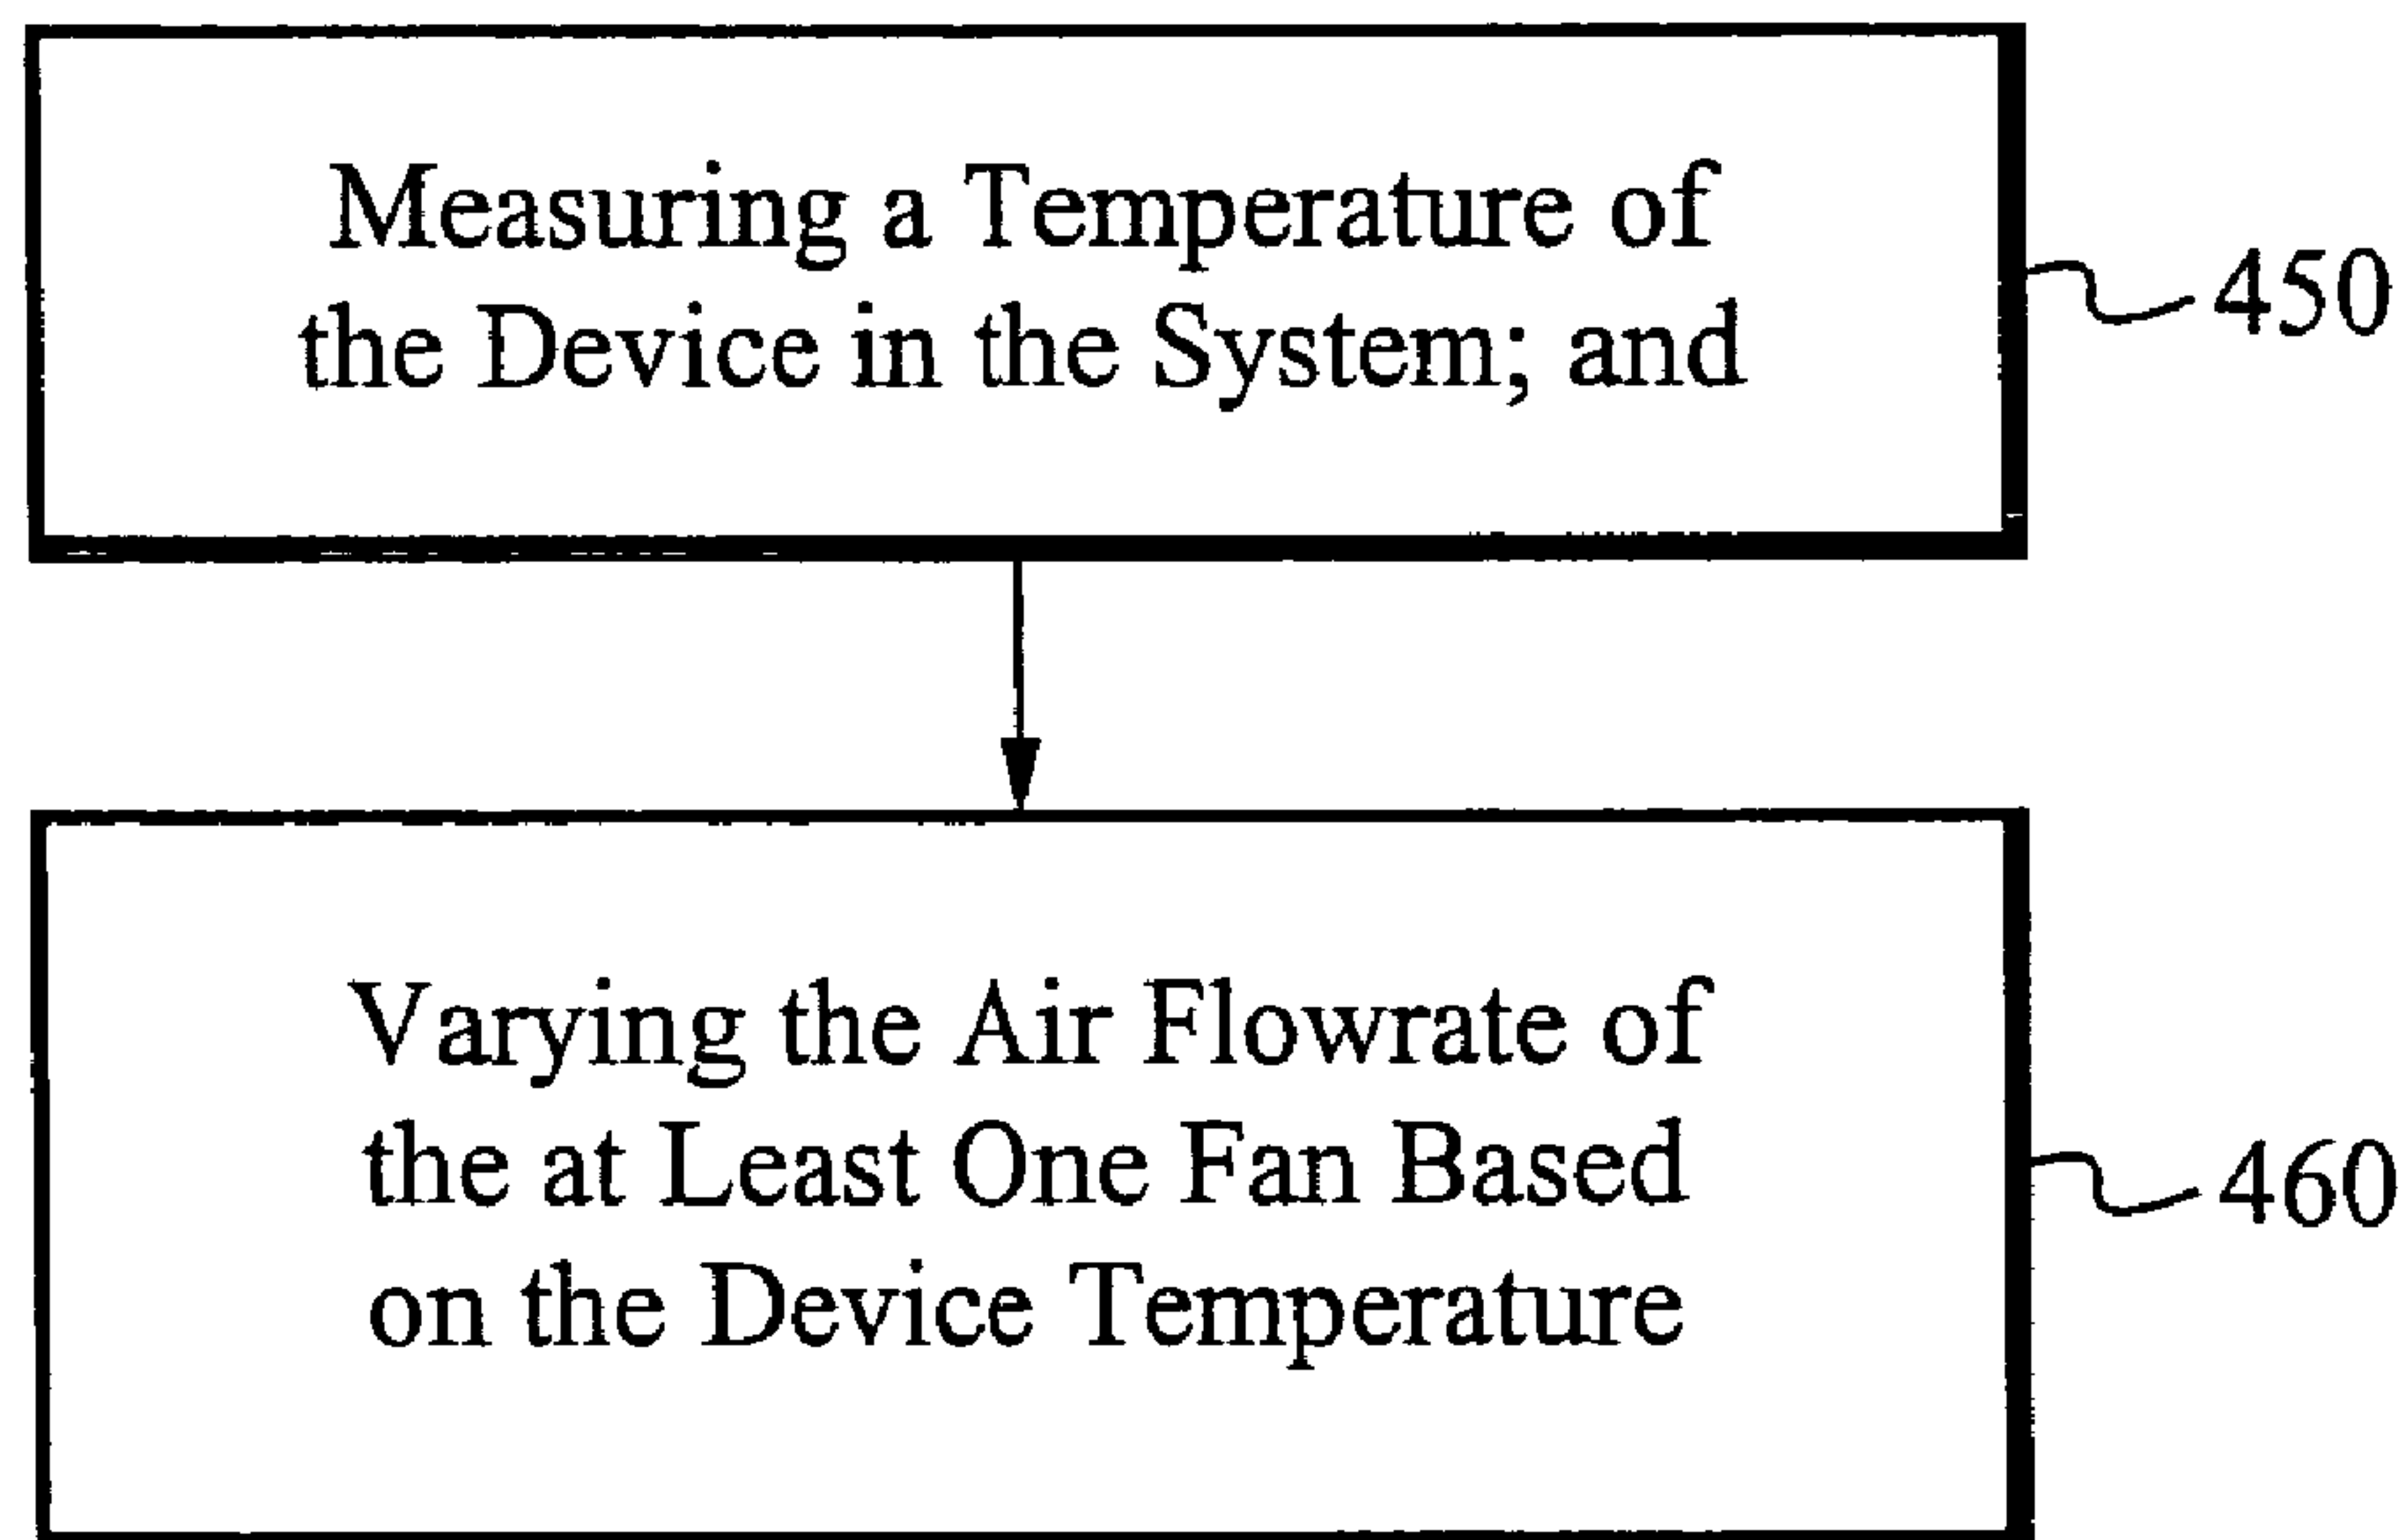 Measuring a Temperature of
the Device in the System; and
450
Varying the Air Flowrate of
the at Least One Fan Based
on the Device Temperature
460